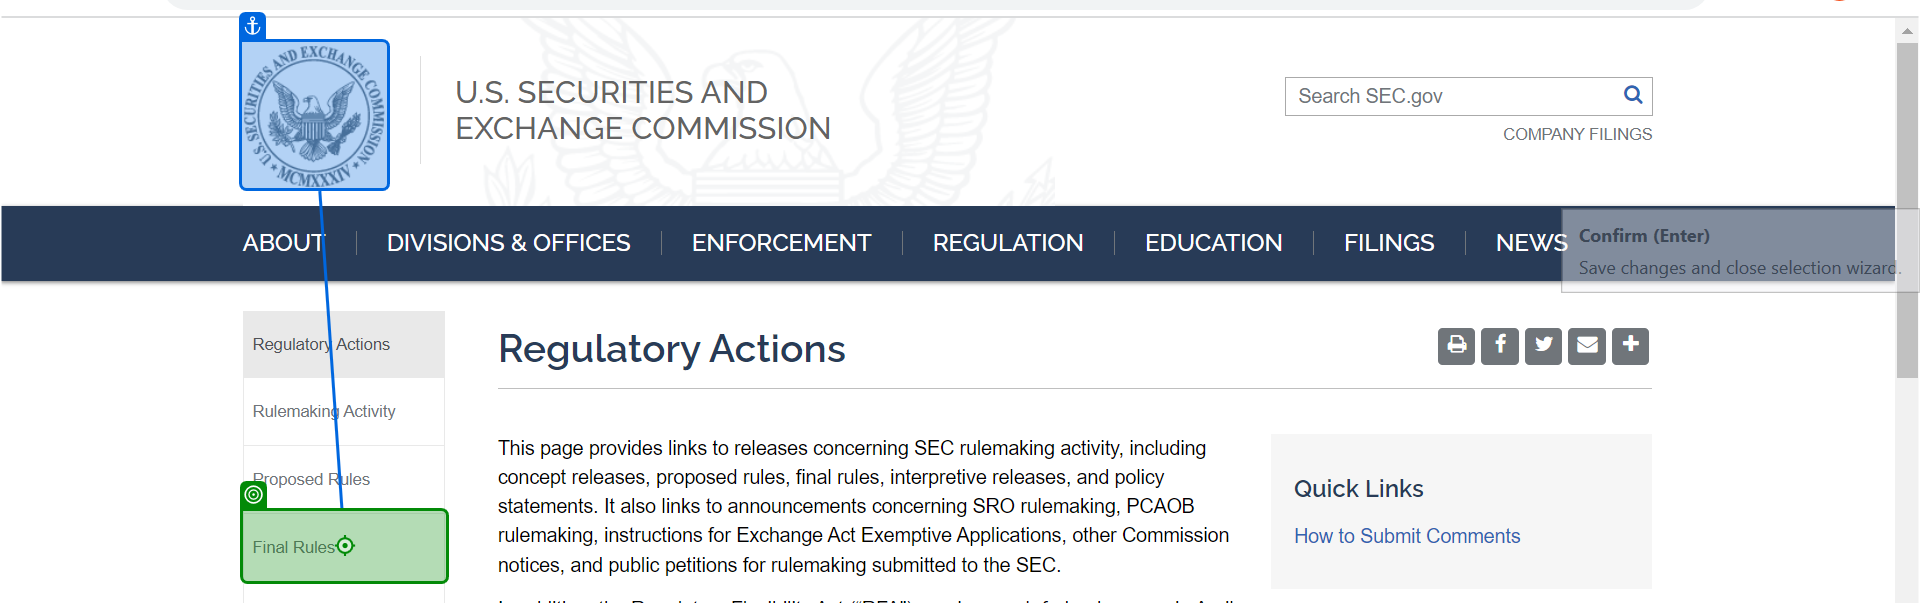 U.S. SECURITIES AND EXCHANGE COMMISSION
MCMXXXIV
U.S. SECURITIES AND
EXCHANGE COMMISSION
Search SEC.gov
COMPANY FILINGS
ABOUT
DIVISIONS & OFFICES
ENFORCEMENT
REGULATION
EDUCATION
FILINGS
NEWS
Confirm (Enter)
Save changes and close selection wizard.
Regulatory Actions
Rulemaking Activity
Proposed Rules
Final Rules
Regulatory Actions
This page provides links to releases concerning SEC rulemaking activity, including
concept releases, proposed rules, final rules, interpretive releases, and policy
statements. It also links to announcements concerning SRO rulemaking, PCAOB
rulemaking, instructions for Exchange Act Exemptive Applications, other Commission
notices, and public petitions for rulemaking submitted to the SEC.
Quick Links
How to Submit Comments